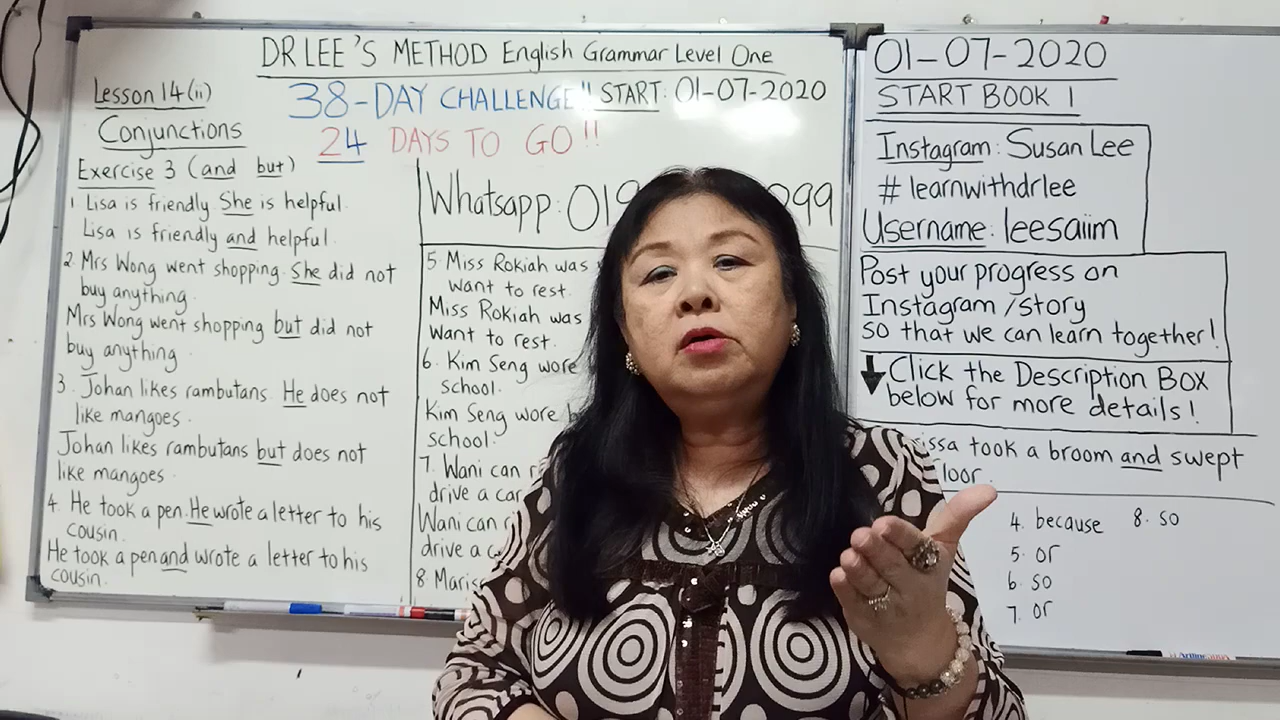 DR LEE'S METHOD English Grammar Level One
Lesson 14(ii)
38-DAY CHALLENGE!! START: 01-07-2020
Conjunctions
24 DAYS TO GO!!
Exercise 3 (and but)
1 Lisa is friendly. She is helpful.
Lisa is friendly and helpful.
2. Mrs Wong went shopping. She did not
buy anything.
Mrs Wong went shopping but did not
buy anything.
3. Johan likes rambutans. He does not
like mangoes.
Johan likes rambutans but does not
like mangoes.
4. He took a pen. He wrote a letter to his
cousin.
He took a pen and wrote a letter to his
cousin.
Whatsapp: 019 099
5. Miss Rokiah was
want to rest.
Miss Rokiah was
want to rest.
6. Kim Seng wore
school.
Kim Seng wore
school.
7. Wani can
drive a car
Wani can
drive a
8.
01-07-2020
START BOOK 1
Instagram: Susan Lee
# learnwithdrlee
Username: leesaiim
Post your progress on
Instagram/story
so that we can learn together!
Click the Description Box
below for more details!
took a broom and swept
4. because 8. so
5. or
6. so
7. or